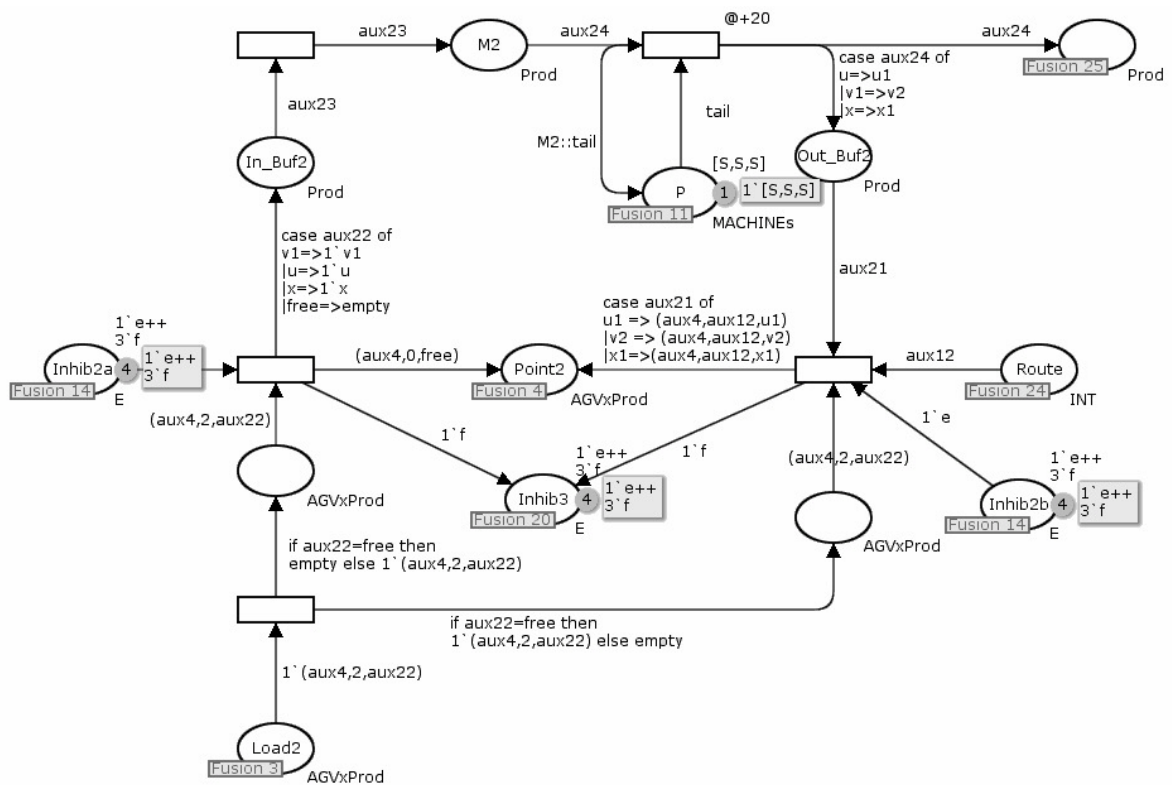 @+20
aux23
M2
Prod
aux24
aux24
Fusion 25
Prod
case aux24 of
u=>u1
|v1=>v2
|x=>x1
aux23
tail
M2::tail
In_Buf2
Prod
[S,S,S]
P
1
1`[S,S,S]
Fusion 11
MACHINEs
Out_Buf2
Prod
case aux22 of
v1=>1`v1
|u=>1`u
|x=>1`x
|free=>empty
aux21
case aux21 of
u1 => (aux4,aux12,u1)
|v2 => (aux4,aux12,v2)
|x1=>(aux4,aux12,x1)
1`e++
3`f
Inhib2a
4
1`e++
3`f
Fusion 14
E
(aux4,0,free)
Point2
Fusion 4
AGVxProd
aux12
Route
Fusion 24
INT
(aux4,2,aux22)
1`f
1`f
1`e
AGVxProd
1`e++
3`f
Inhib3
4
1`e++
3`f
Fusion 20
E
(aux4,2,aux22)
AGVxProd
1`e++
3`f
Inhib2b
4
1`e++
3`f
Fusion 14
E
if aux22=free then
empty else 1`(aux4,2,aux22)
if aux22=free then
1`(aux4,2,aux22) else empty
1`(aux4,2,aux22)
Load2
Fusion 3
AGVxProd